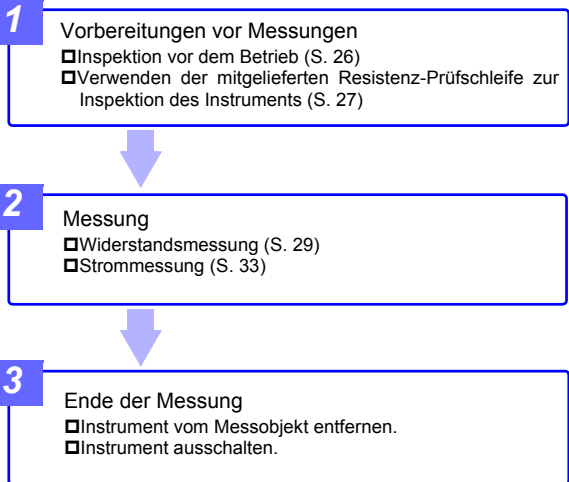 1
Vorbereitungen vor Messungen
❑Inspektion vor dem Betrieb (S. 26)
❑Verwenden der mitgelieferten Resistenz-Prüfschleife zur
Inspektion des Instruments (S. 27)
2
Messung
❑Widerstandsmessung (S. 29)
❑Strommessung (S. 33)
3
Ende der Messung
❑Instrument vom Messobjekt entfernen.
❑Instrument ausschalten.